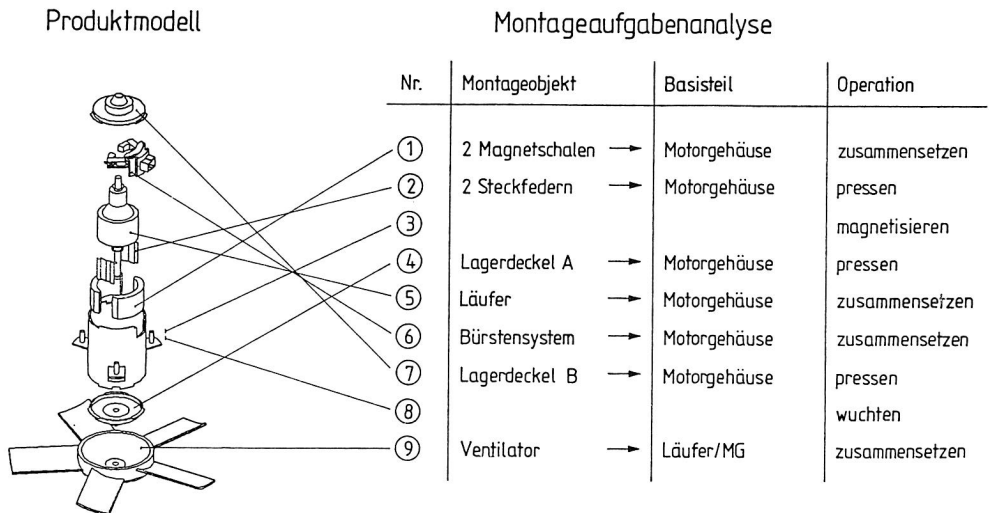 Produktmodell
Montageaufgabenanalyse
Nr. Montageobjekt Basisteil Operation
1 2 Magnetschalen → Motorgehäuse zusammensetzen
2 2 Steckfedern → Motorgehäuse pressen
3 magnetisieren
4 Lagerdeckel A → Motorgehäuse pressen
5 Läufer → Motorgehäuse zusammensetzen
6 Bürstensystem → Motorgehäuse zusammensetzen
7 Lagerdeckel B → Motorgehäuse pressen
8 wuchten
9 Ventilator → Läufer/MG zusammensetzen